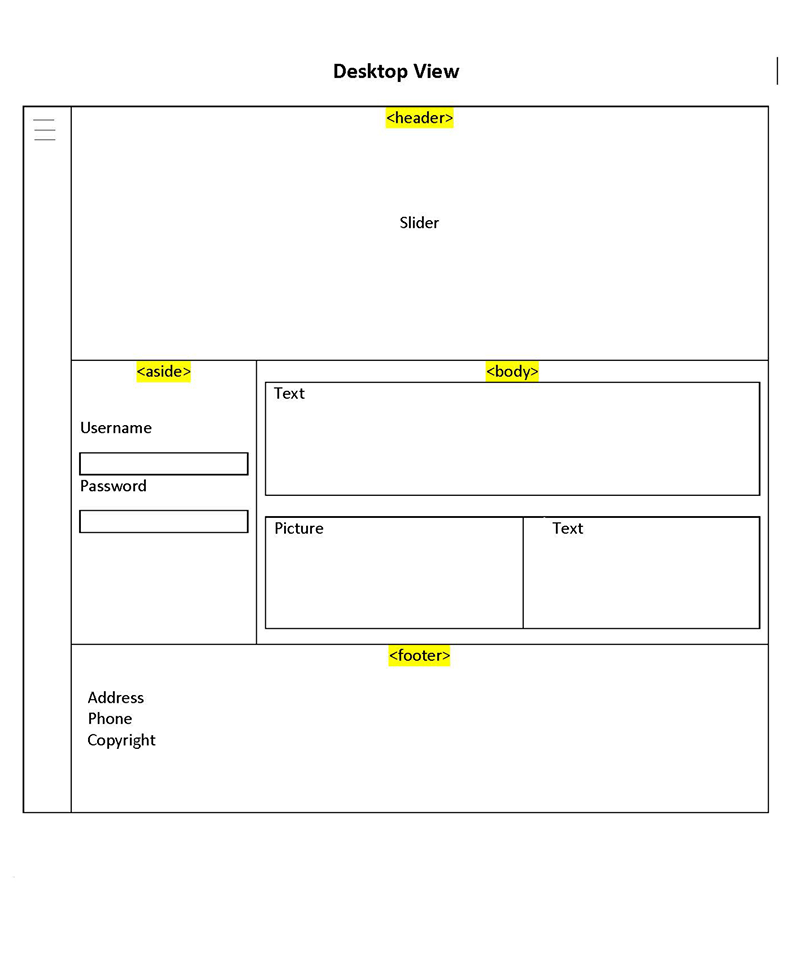 Desktop View
<header>
Slider
<aside>
Username
Password
<body>
Text
Picture
Text
<footer>
Address
Phone
Copyright